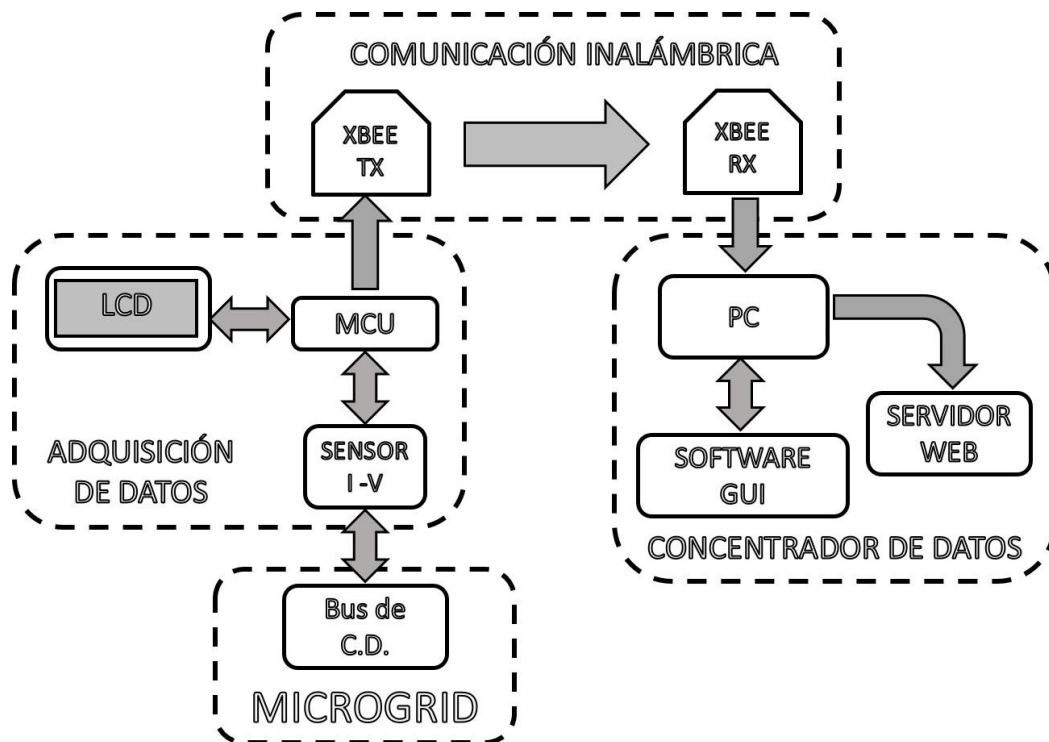 COMUNICACIÓN INALÁMBRICA
XBEE
TX
XBEE
RX
LCD
MCU
SENSOR
I -V
ADQUISICIÓN
DE DATOS
PC
SERVIDOR
WEB
SOFTWARE
GUI
CONCENTRADOR DE DATOS
Bus de
C.D.
MICROGRID